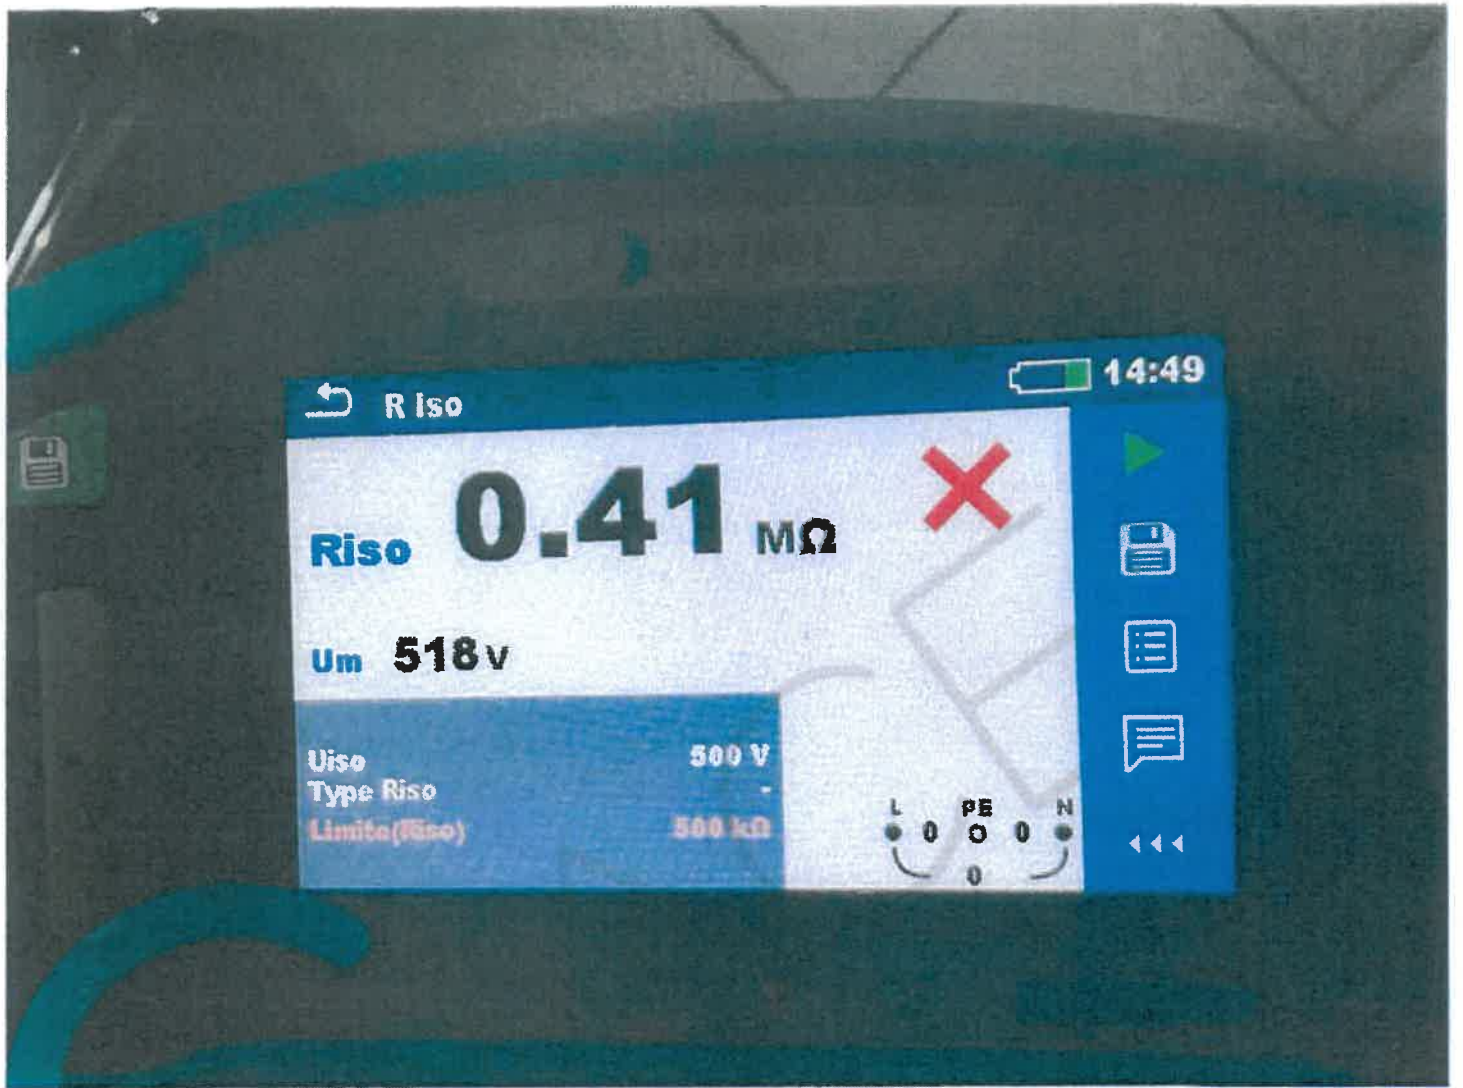 R Iso
14:49
Riso 0.41 MΩ
Um 518 V
Uiso 500 V
Type Riso -
Limite(Riso) 500 kΩ
L PE N
0 0
0